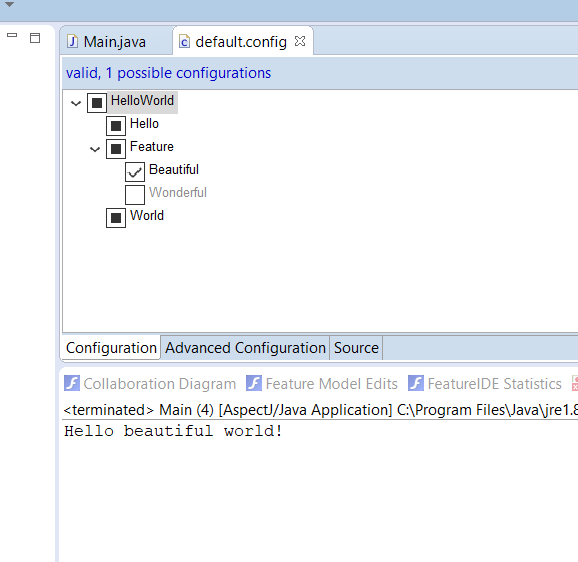 Main.java default.config
valid, 1 possible configurations
HelloWorld
Hello
Feature
Beautiful
Wonderful
World
Configuration Advanced Configuration Source
Collaboration Diagram Feature Model Edits FeatureIDE Statistics
<terminated> Main (4) [AspectJ/Java Application] C:\Program Files\Java\jre1.8
Hello beautiful world!